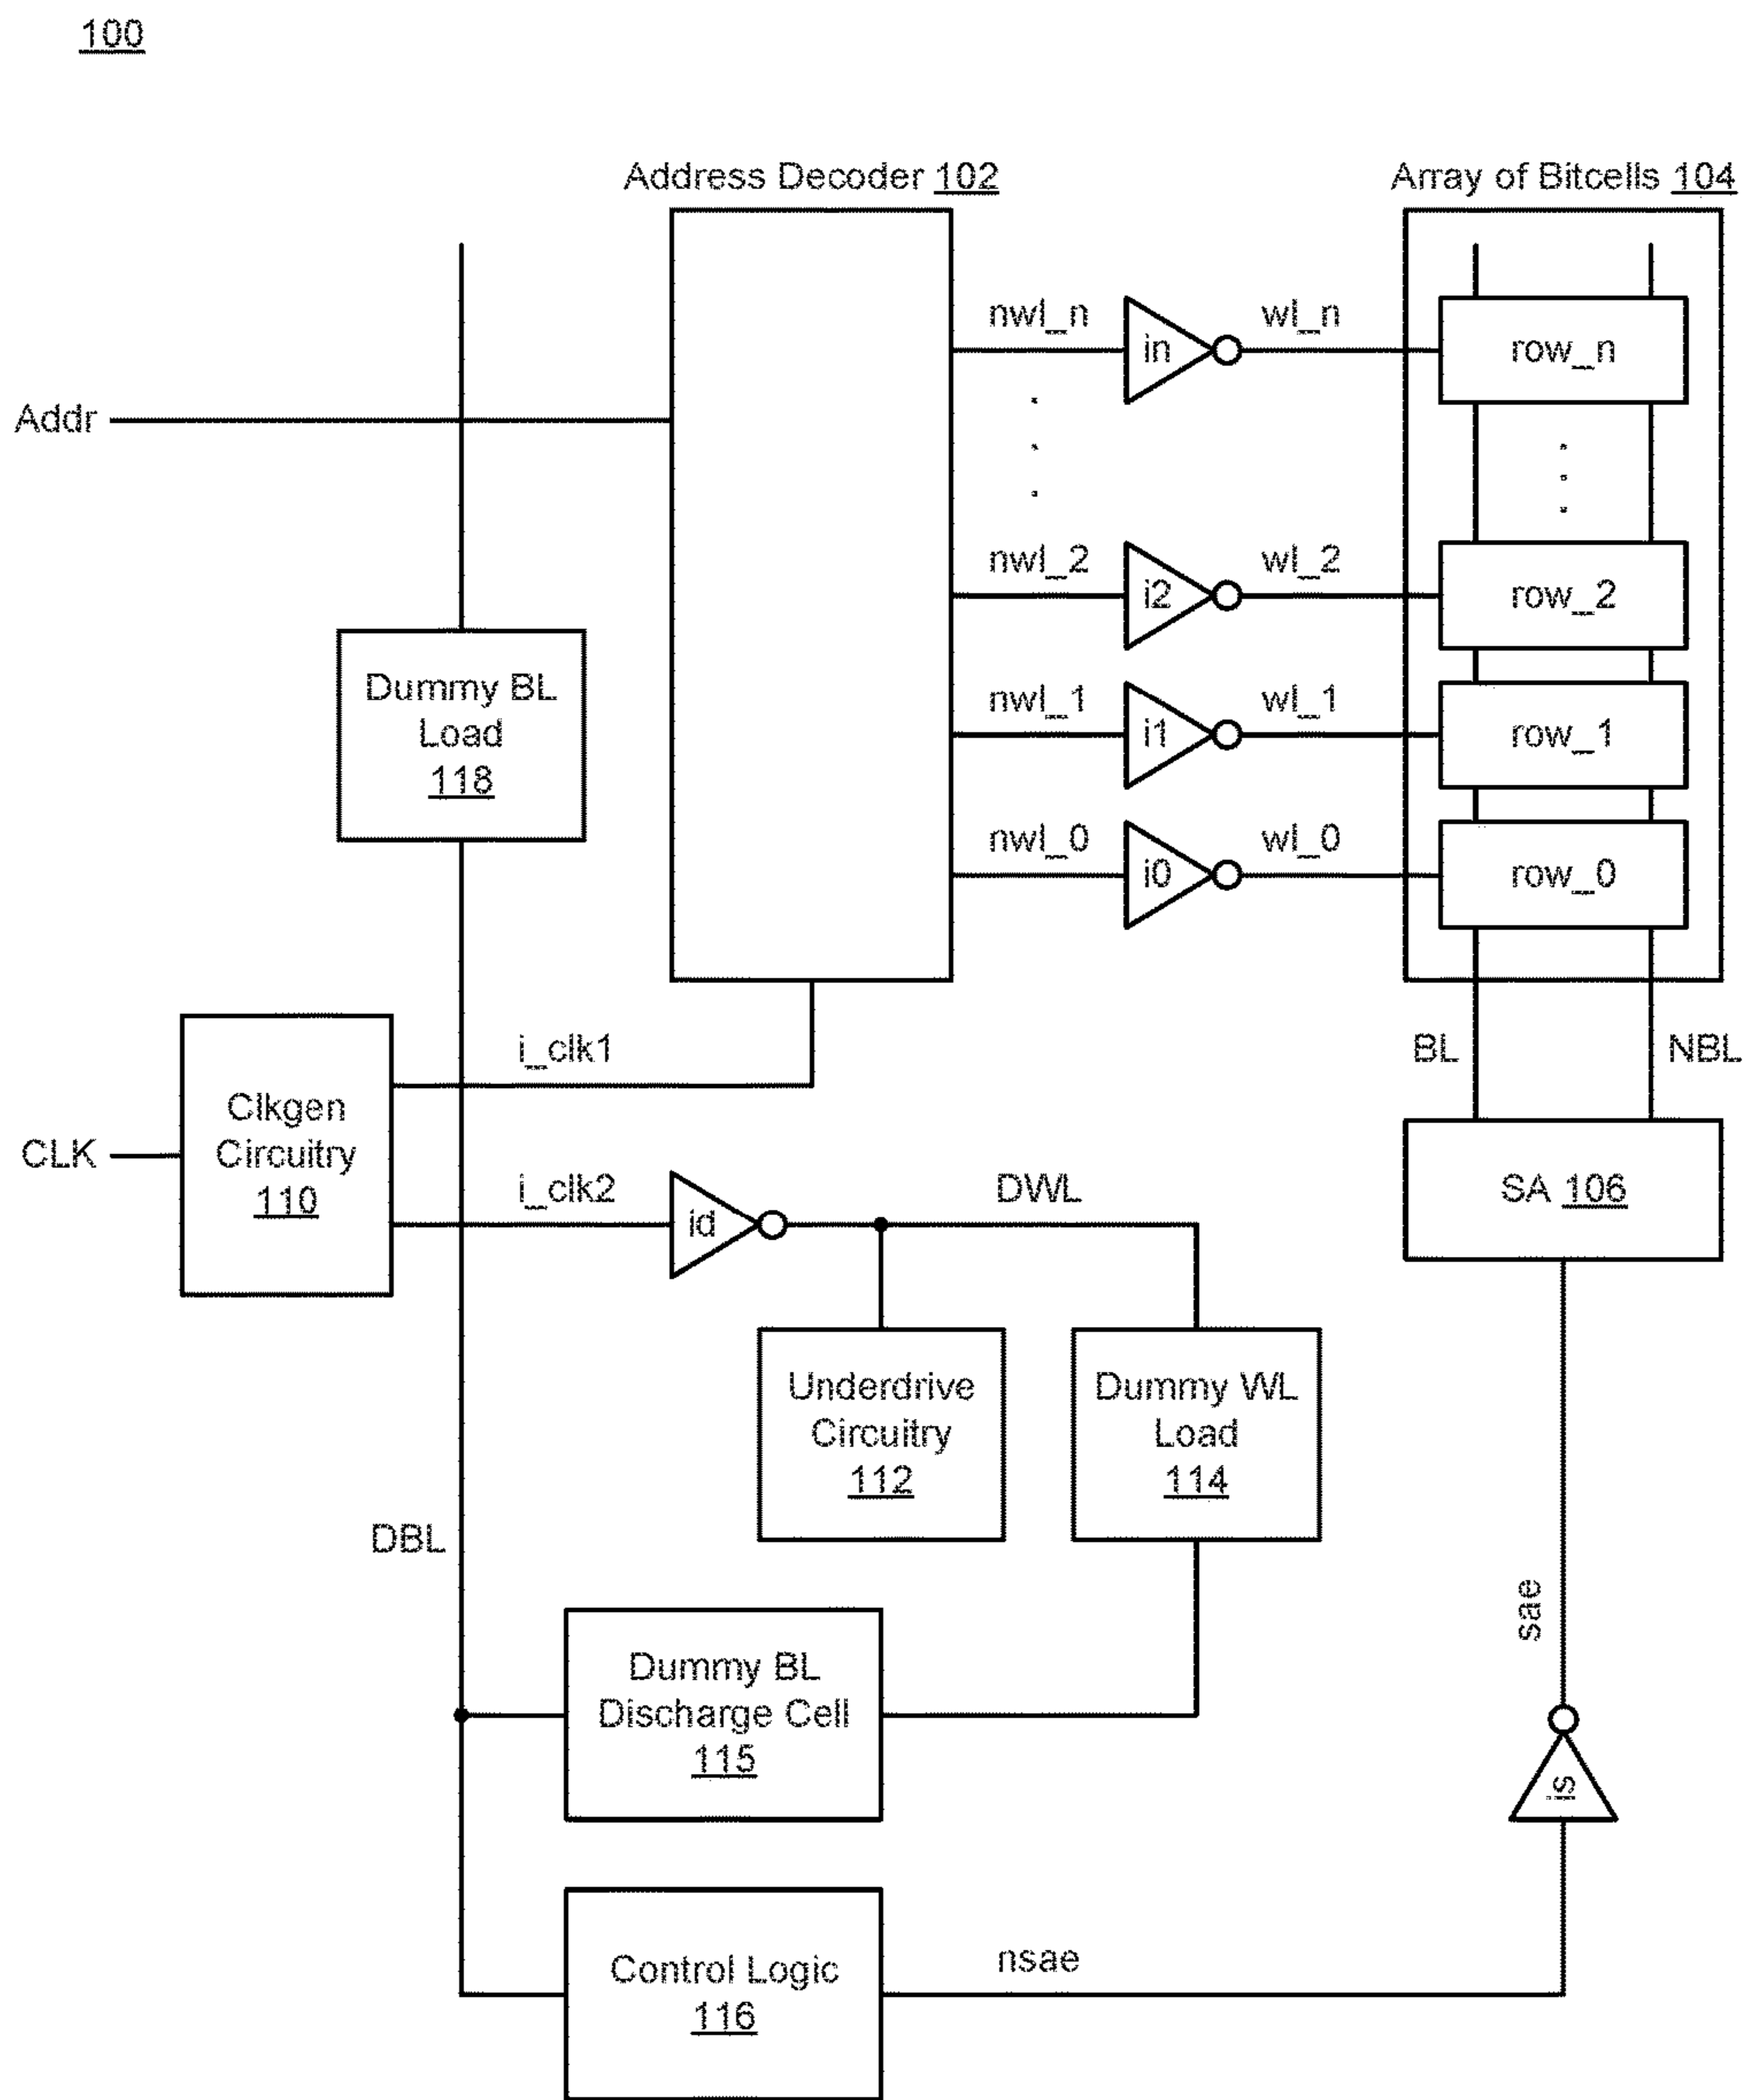 100
Address Decoder 102
Array of Bitcells 104
nwl_n
in
wl_n
row_n
Addr
nwl_2
i2
wl_2
row_2
Dummy BL
Load
118
nwl_1
i1
wl_1
row_1
nwl_0
i0
wl_0
row_0
i_clk1
BL
NBL
Clkgen
Circuitry
110
CLK
i_clk2
id
DWL
SA 106
Underdrive
Circuitry
112
Dummy WL
Load
114
DBL
sae
Dummy BL
Discharge Cell
115
is
Control Logic
116
nsae